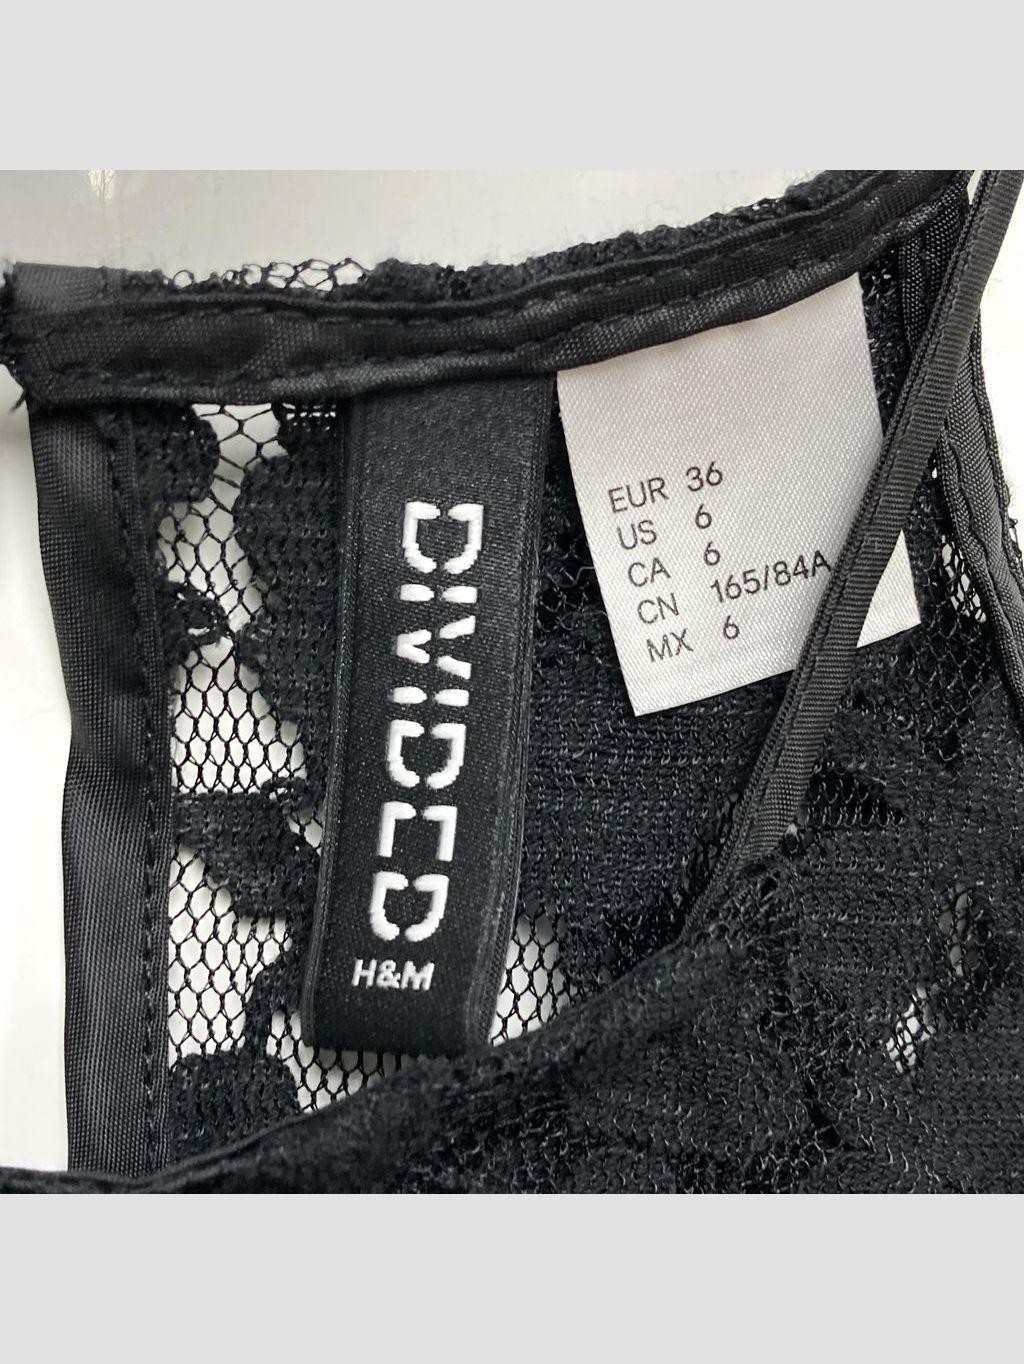 DIVIDED
H&M
EUR 36
US 6
CA 6
CN 165/84A
MX 6